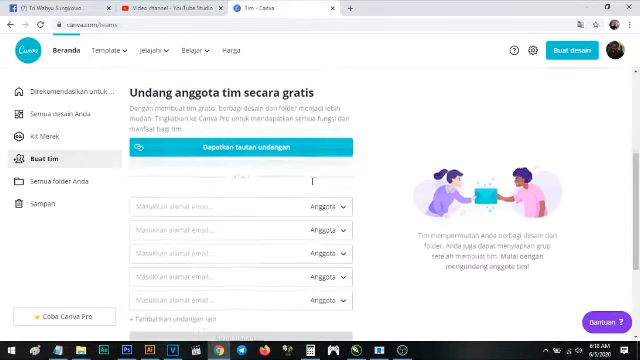 Tri Wahyu Singkowo
Video channel - YouTube Studio
Tim - Canva
canva.com/teams
Canva
Beranda
Template
Jelajahi
Belajar
Harga
Buat desain
Direkomendasikan untuk ...
Semua desain Anda
Kit Merek
Buat tim
Semua folder Anda
Sampah
Coba Canva Pro
Undang anggota tim secara gratis
Dengan membuat tim gratis, berbagi desain dan folder menjadi lebih
mudah. Tingkatkan ke Canva Pro untuk mendapatkan semua fungsi dan
manfaat bagi tim.
Dapatkan tautan undangan
ATAU
Masukkan alamat email... Anggota
Masukkan alamat email... Anggota
Masukkan alamat email... Anggota
Masukkan alamat email... Anggota
Masukkan alamat email... Anggota
+ Tambahkan undangan lain
Tim mempermudah Anda berbagi desain dan
folder. Anda juga dapat menyiapkan grup
setelah membuat tim. Mulai dengan
mengundang anggota tim!
Bantuan ?
Ae
Ps
Ai
V
6:18 AM
6/5/2020